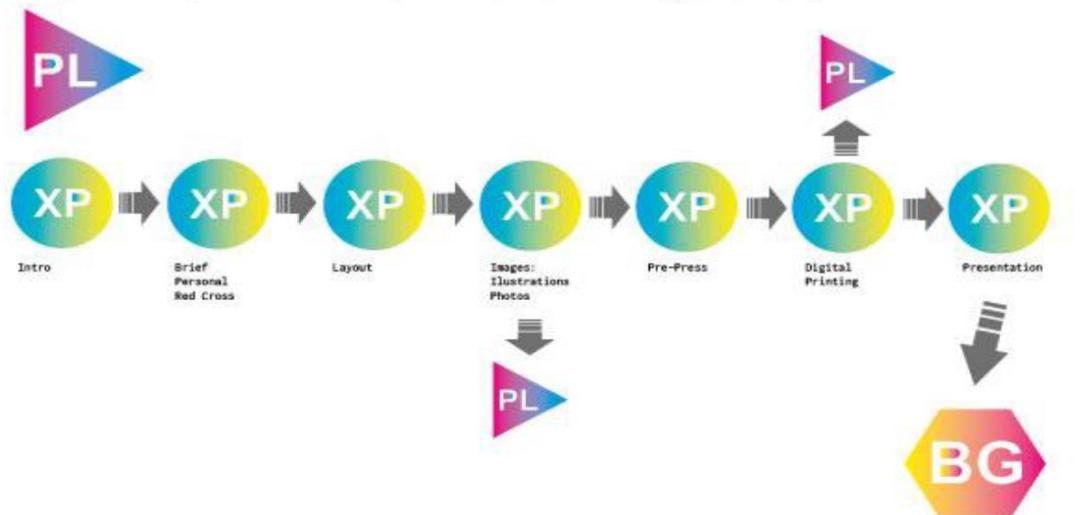 PL
PL
XP
XP
XP
XP
XP
XP
XP
Intro
Brief
Personal
Red Cross
Layout
Images:
Ilustrations
Photos
Pre-Press
Digital
Printing
Presentation
PL
BG